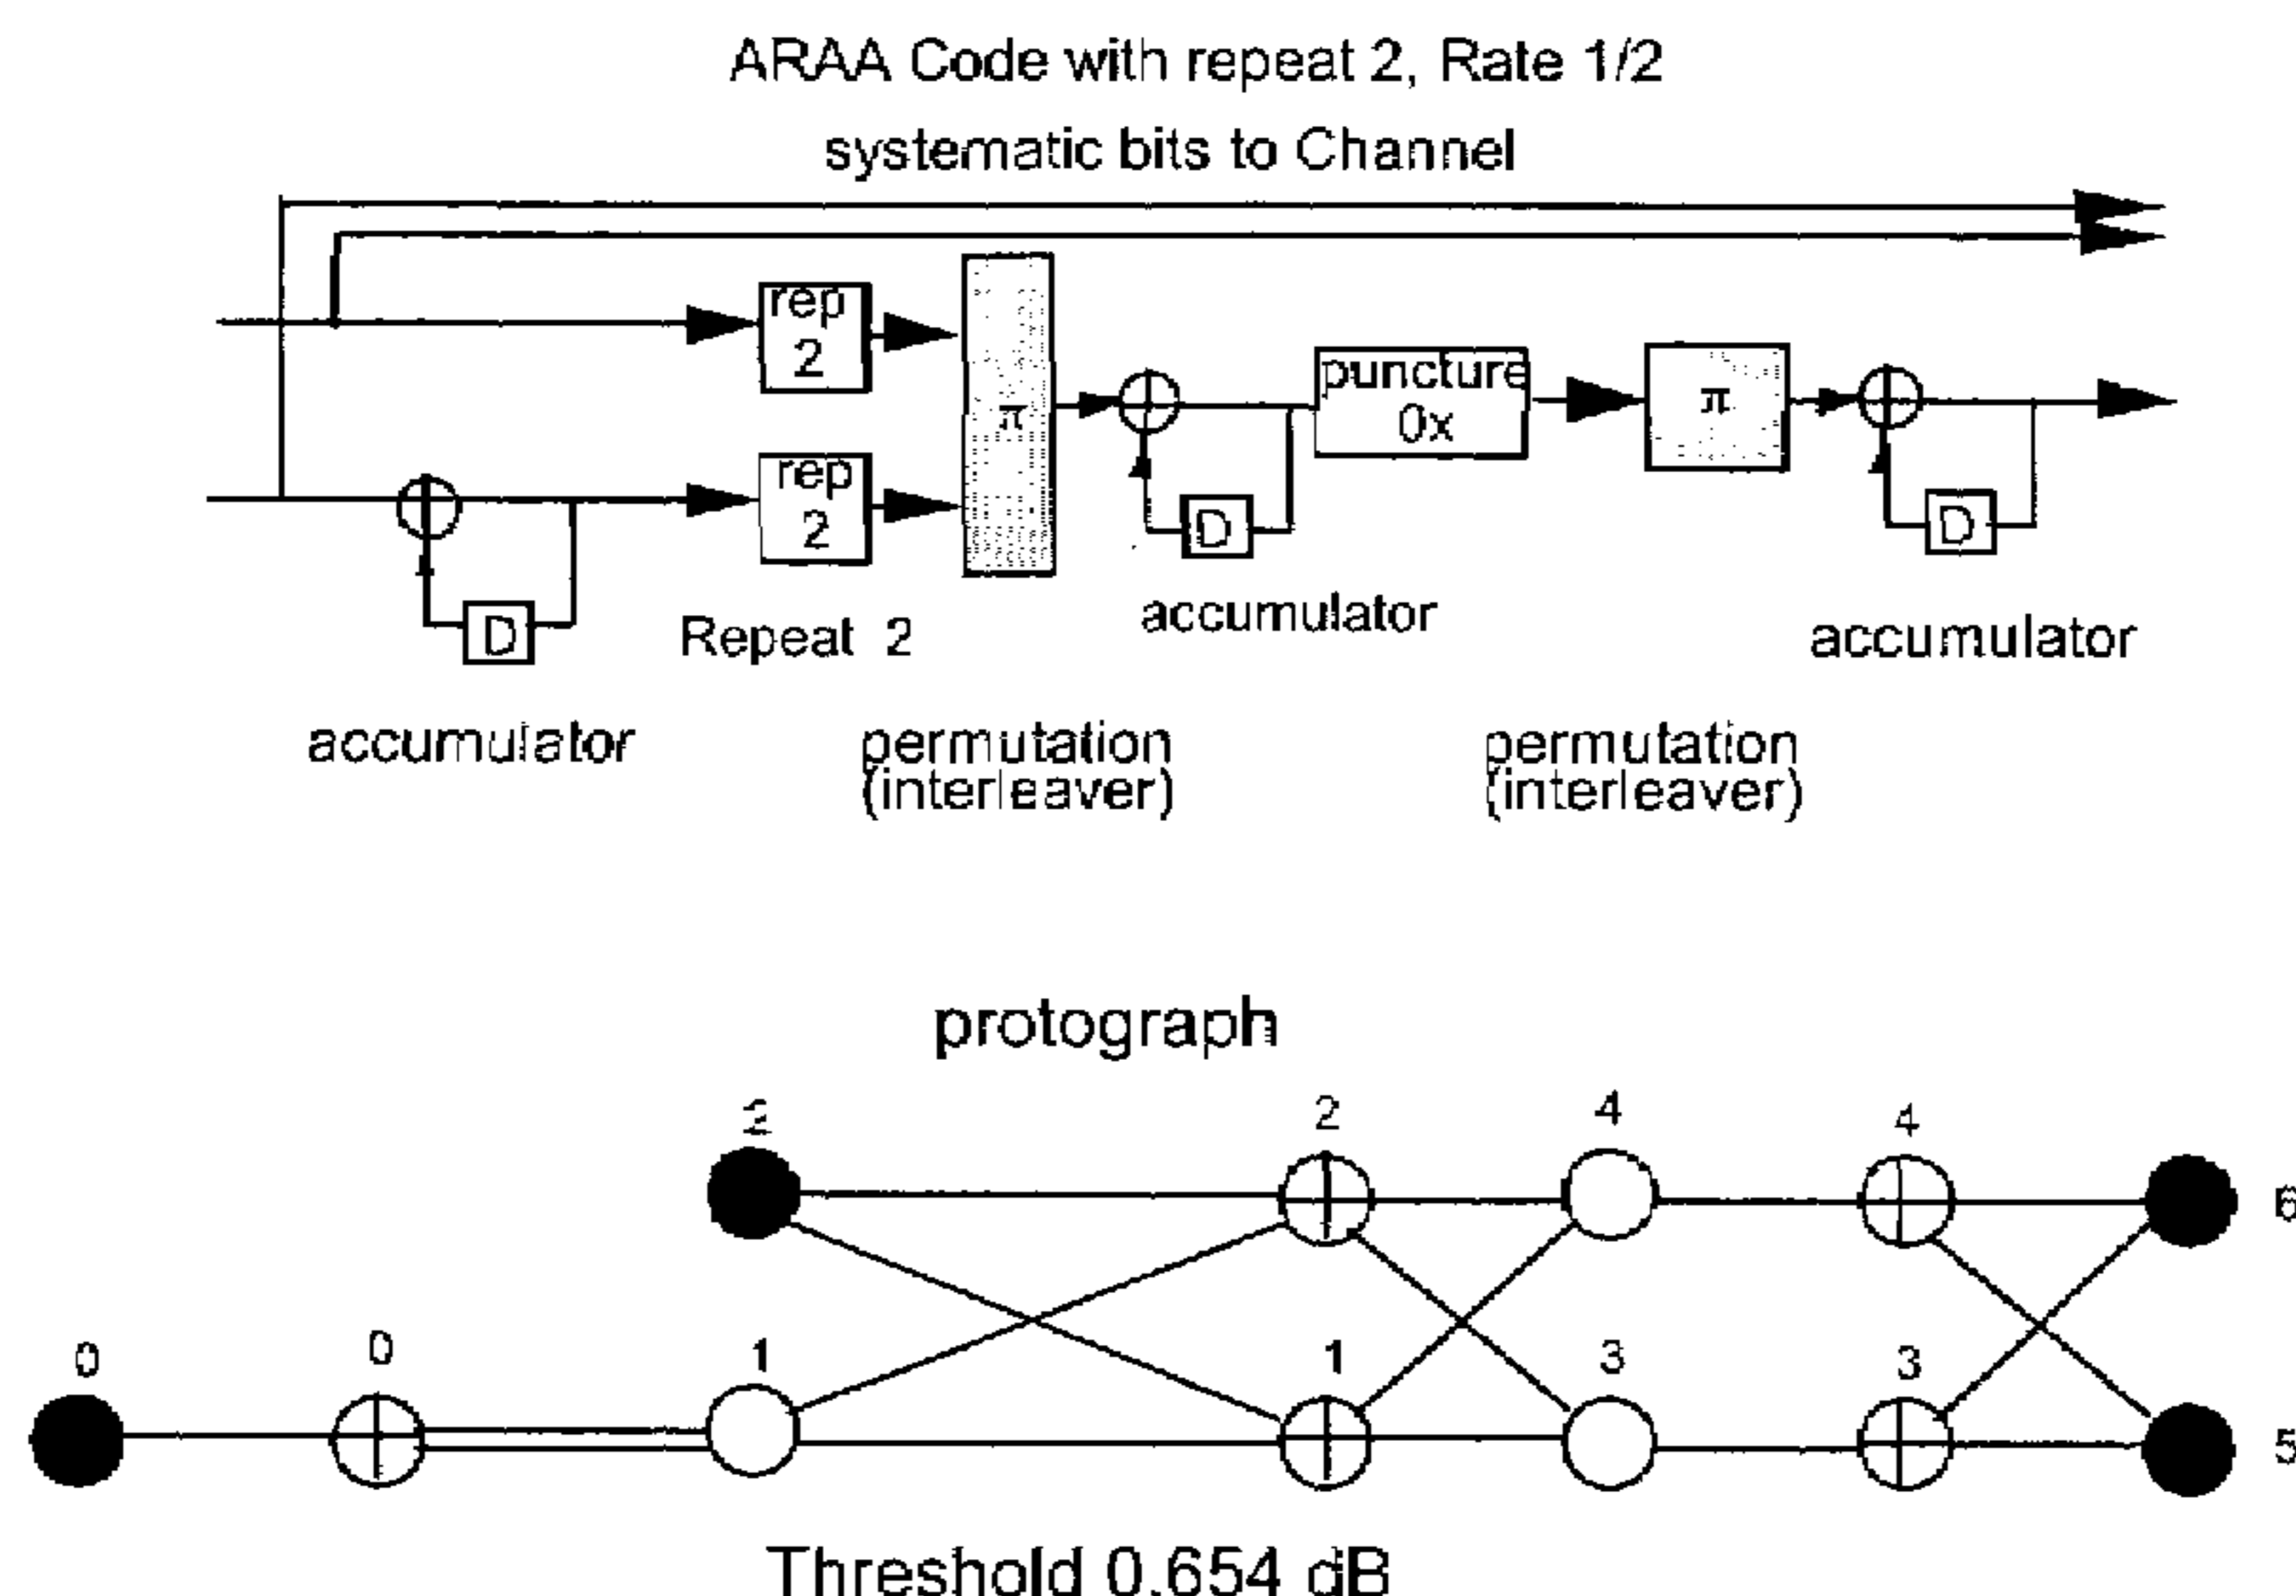 ARAA Code with repeat 2, Rate 1/2
systematic bits to Channel
rep
2
π
puncture
0x
π
rep
2
D
D
D
Repeat 2
accumulator
accumulator
accumulator
permutation
(interleaver)
permutation
(interleaver)
protograph
2 2 4 4
6
0 0 1 1 3 3
5
Threshold 0.654 dB